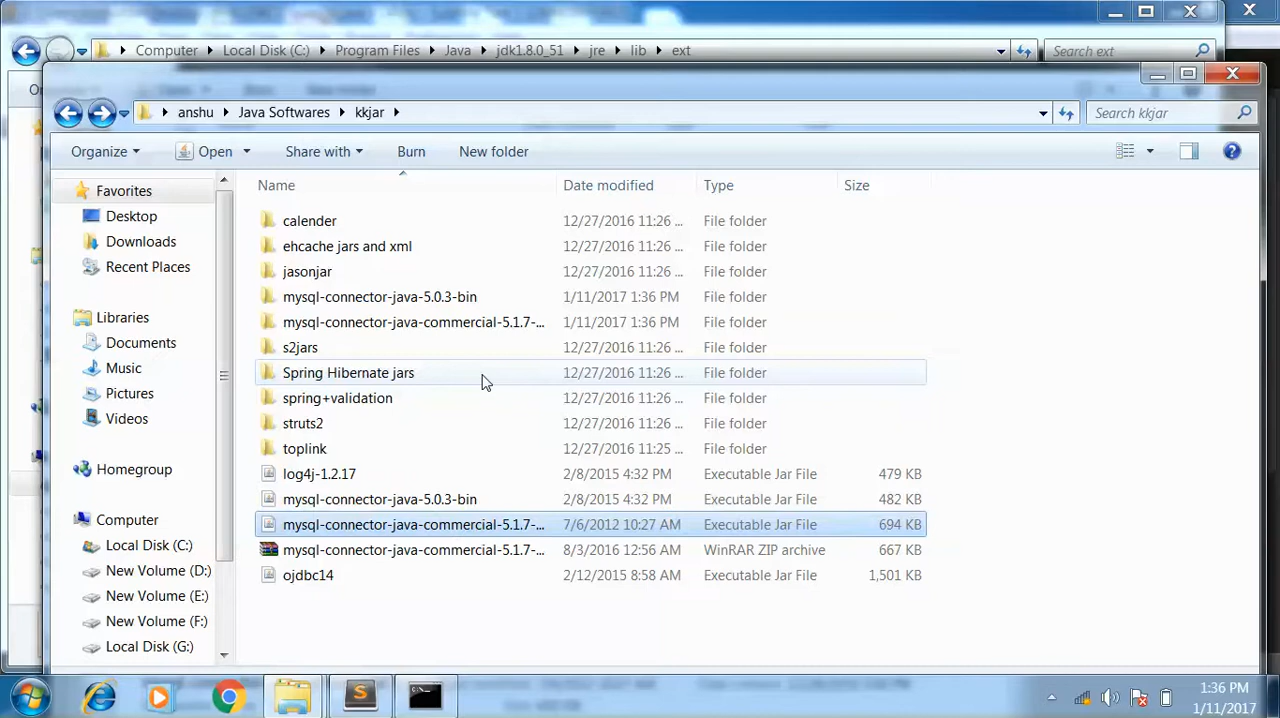 Computer Local Disk (C:) Program Files Java jdk1.8.0_51 jre lib ext Search ext
anshu Java Softwares kkjar Search kkjar
Organize Open Share with Burn New folder
Name Date modified Type Size
Favorites
Desktop
Downloads
Recent Places
Libraries
Documents
Music
Pictures
Videos
Homegroup
Computer
Local Disk (C:)
New Volume (D:)
New Volume (E:)
New Volume (F:)
Local Disk (G:)
calender 12/27/2016 11:26 ... File folder
ehcache jars and xml 12/27/2016 11:26 ... File folder
jasonjar 12/27/2016 11:26 ... File folder
mysql-connector-java-5.0.3-bin 1/11/2017 1:36 PM File folder
mysql-connector-java-commercial-5.1.7-... 1/11/2017 1:36 PM File folder
s2jars 12/27/2016 11:26 ... File folder
Spring Hibernate jars 12/27/2016 11:26 ... File folder
spring+validation 12/27/2016 11:26 ... File folder
struts2 12/27/2016 11:26 ... File folder
toplink 12/27/2016 11:25 ... File folder
log4j-1.2.17 2/8/2015 4:32 PM Executable Jar File 479 KB
mysql-connector-java-5.0.3-bin 2/8/2015 4:32 PM Executable Jar File 482 KB
mysql-connector-java-commercial-5.1.7-... 7/6/2012 10:27 AM Executable Jar File 694 KB
mysql-connector-java-commercial-5.1.7-... 8/3/2016 12:56 AM WinRAR ZIP archive 667 KB
ojdbc14 2/12/2015 8:58 AM Executable Jar File 1,501 KB
1:36 PM
1/11/2017